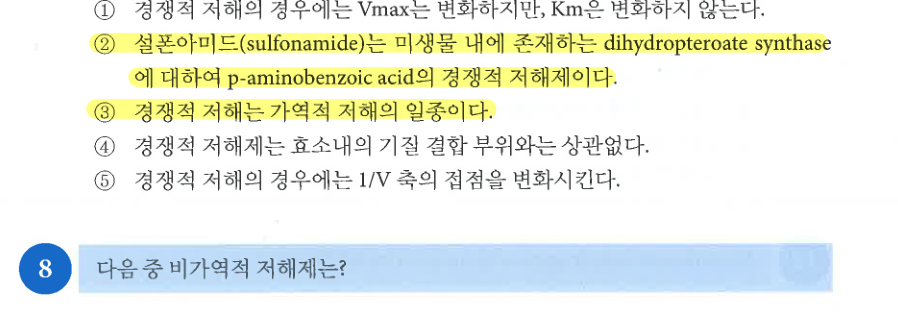 ① 경쟁적 저해의 경우에는 Vmax는 변화하지만, Km은 변화하지 않는다.
② 설폰아미드(sulfonamide)는 미생물 내에 존재하는 dihydropteroate synthase
에 대하여 p-aminobenzoic acid의 경쟁적 저해제이다.
③ 경쟁적 저해는 가역적 저해의 일종이다.
④ 경쟁적 저해제는 효소내의 기질 결합 부위와는 상관없다.
⑤ 경쟁적 저해의 경우에는 1/V 축의 접점을 변화시킨다.
8 다음 중 비가역적 저해제는?